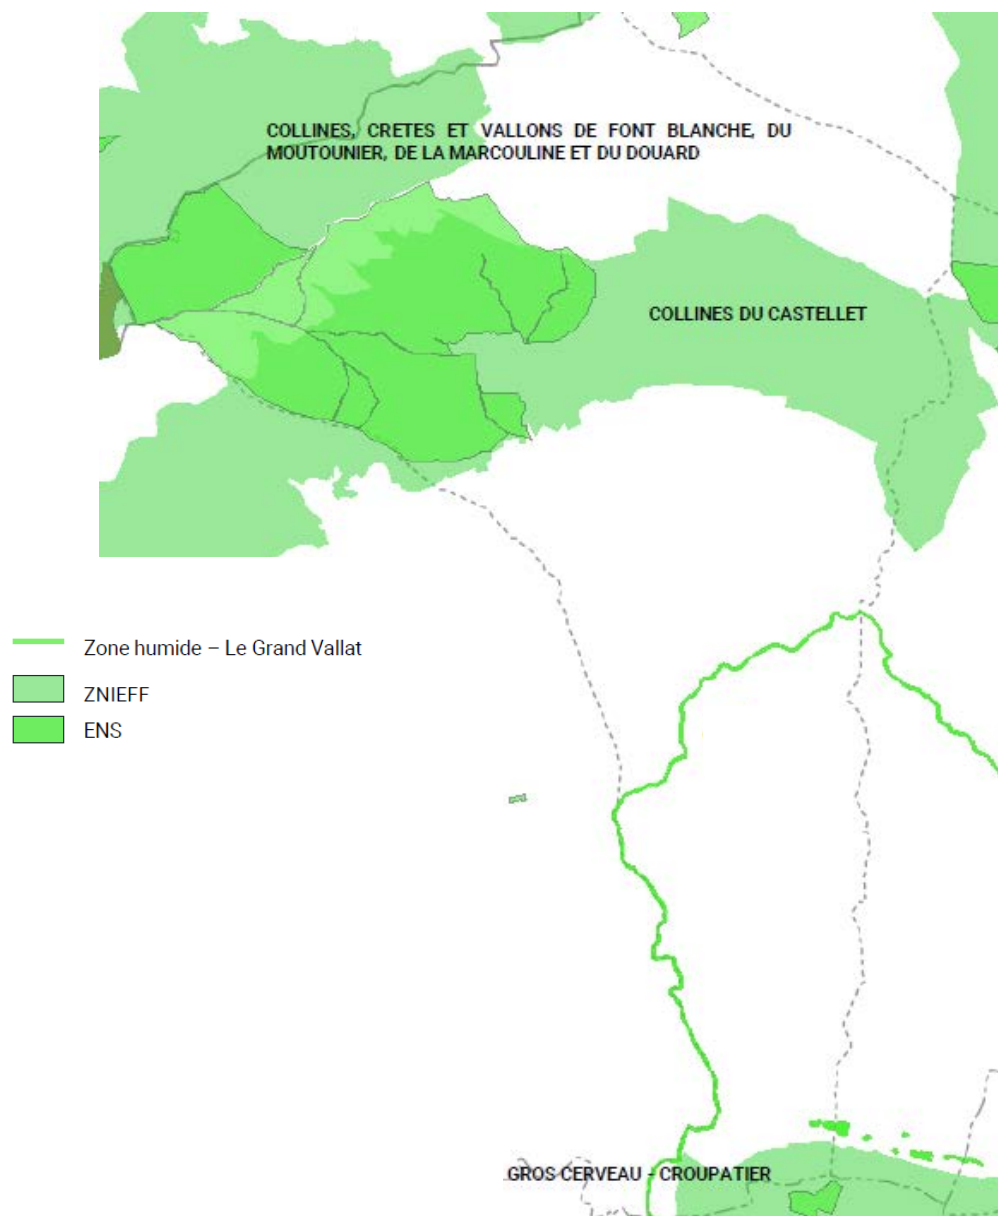 COLLINES, CRETES ET VALLONS DE FONT BLANCHE, DU
MOUTOUNIER, DE LA MARCOULINE ET DU DOUARD
COLLINES DU CASTELLET
Zone humide – Le Grand Vallat
ZNIEFF
ENS
GROS CERVEAU - CROUPATIER